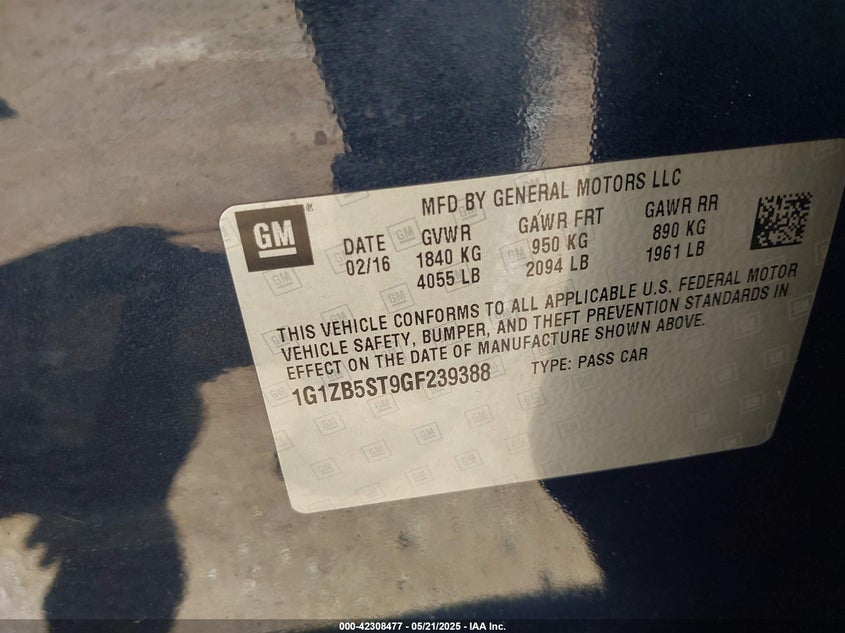 MFD BY GENERAL MOTORS LLC
GM®
DATE GVWR GAWR FRT GAWR RR
02/16 1840 KG 950 KG 890 KG
4055 LB 2094 LB 1961 LB
THIS VEHICLE CONFORMS TO ALL APPLICABLE U.S. FEDERAL MOTOR
VEHICLE SAFETY, BUMPER, AND THEFT PREVENTION STANDARDS IN
EFFECT ON THE DATE OF MANUFACTURE SHOWN ABOVE.
1G1ZB5ST9GF239388 TYPE: PASS CAR
000-42308477 - 05/21/2025 - IAA Inc.